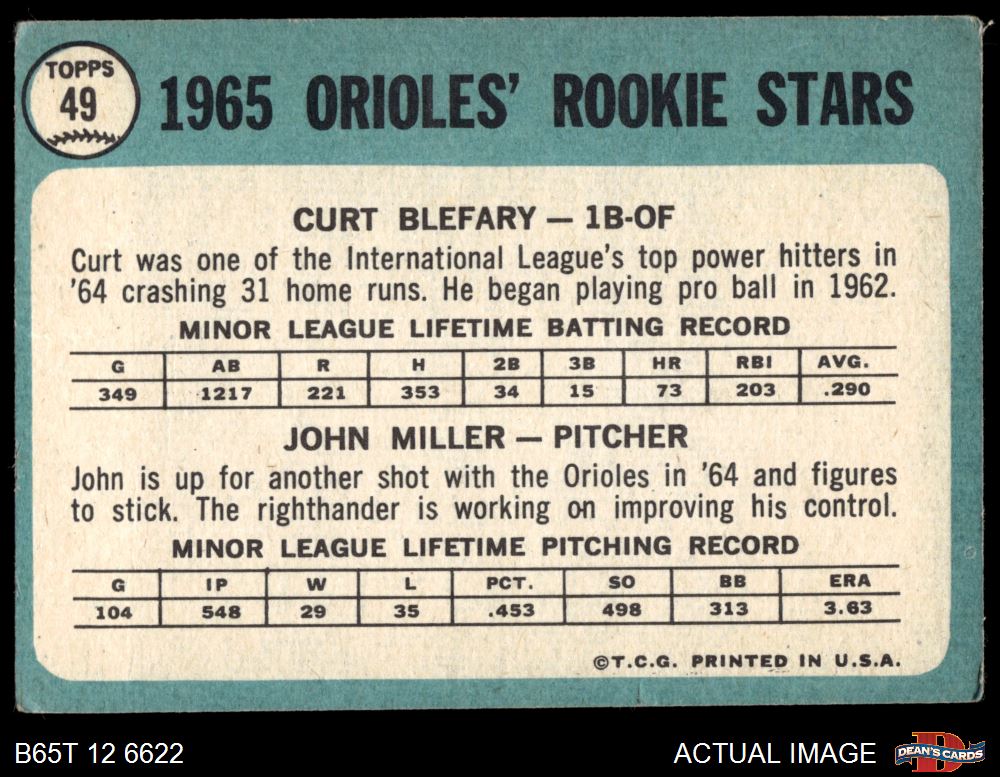 TOPPS
49
1965 ORIOLES' ROOKIE STARS
CURT BLEFARY — 1B-OF
Curt was one of the International League's top power hitters in
'64 crashing 31 home runs. He began playing pro ball in 1962.
MINOR LEAGUE LIFETIME BATTING RECORD
G AB R H 2B 3B HR RBI AVG.
349 1217 221 353 34 15 73 203 .290
JOHN MILLER — PITCHER
John is up for another shot with the Orioles in '64 and figures
to stick. The righthander is working on improving his control.
MINOR LEAGUE LIFETIME PITCHING RECORD
G IP W L PCT. SO BB ERA
104 548 29 35 .453 498 313 3.63
©T.C.G. PRINTED IN U.S.A.
B65T 12 6622
ACTUAL IMAGE
D
DEAN'S CARDS